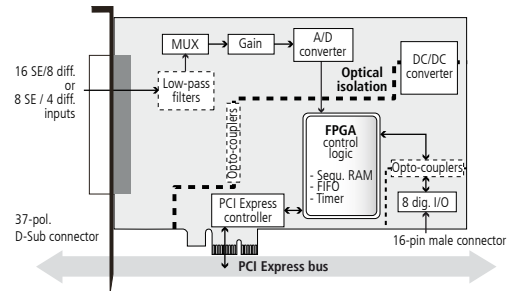 A/D
converter
MUX
Gain
DC/DC
converter
16 SE/8 diff.
or
8 SE / 4 diff.
inputs
Low-pass
filters
Optical
isolation
Opto-couplers
FPGA
control
logic
- Sequ. RAM
- FIFO
- Timer
Opto-couplers
PCI Express
controller
8 dig. I/O
37-pol.
D-Sub connector
16-pin male connector
PCI Express bus